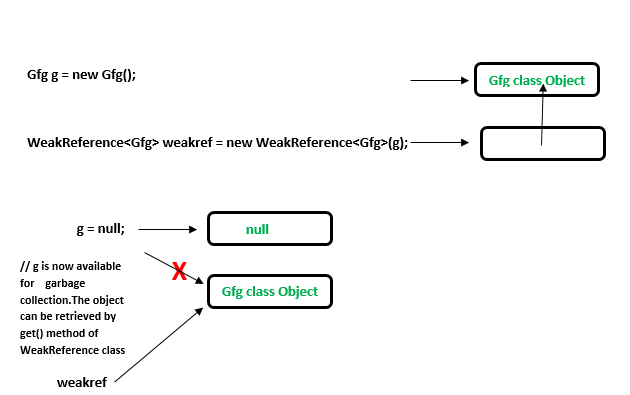 Gfg g = new Gfg();
Gfg class Object
WeakReference<Gfg> weakref = new WeakReference<Gfg>(g);
g = null;
null
X
// g is now available
for garbage
collection.The object
can be retrieved by
get() method of
WeakReference class
Gfg class Object
weakref